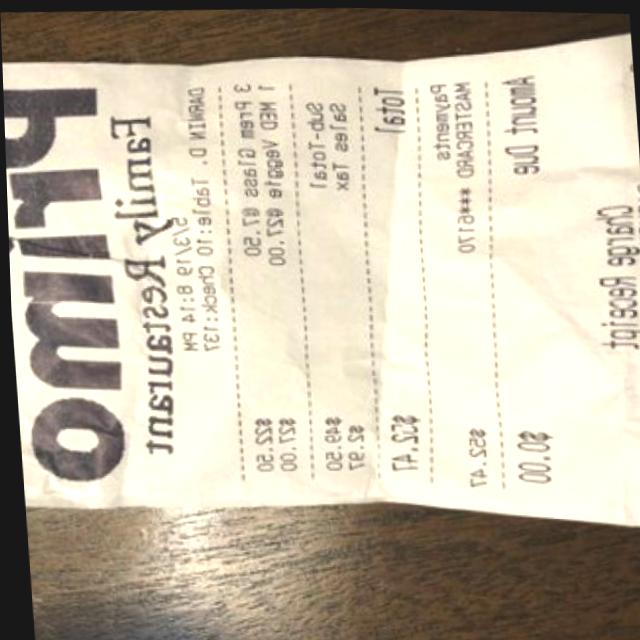 Primo
Family Restaurant
5/3/19 8:14 PM
DAMIEN D. Table:10 Check:137
3 Prem Glass @7.50 $22.50
1 MED Veggie @27.00 $27.00
Sub-Total $49.50
Sales Tax $2.97
Total $52.47
Payments
MASTERCARD ***6170 $52.47
Amount Due $0.00
Charge Receipt